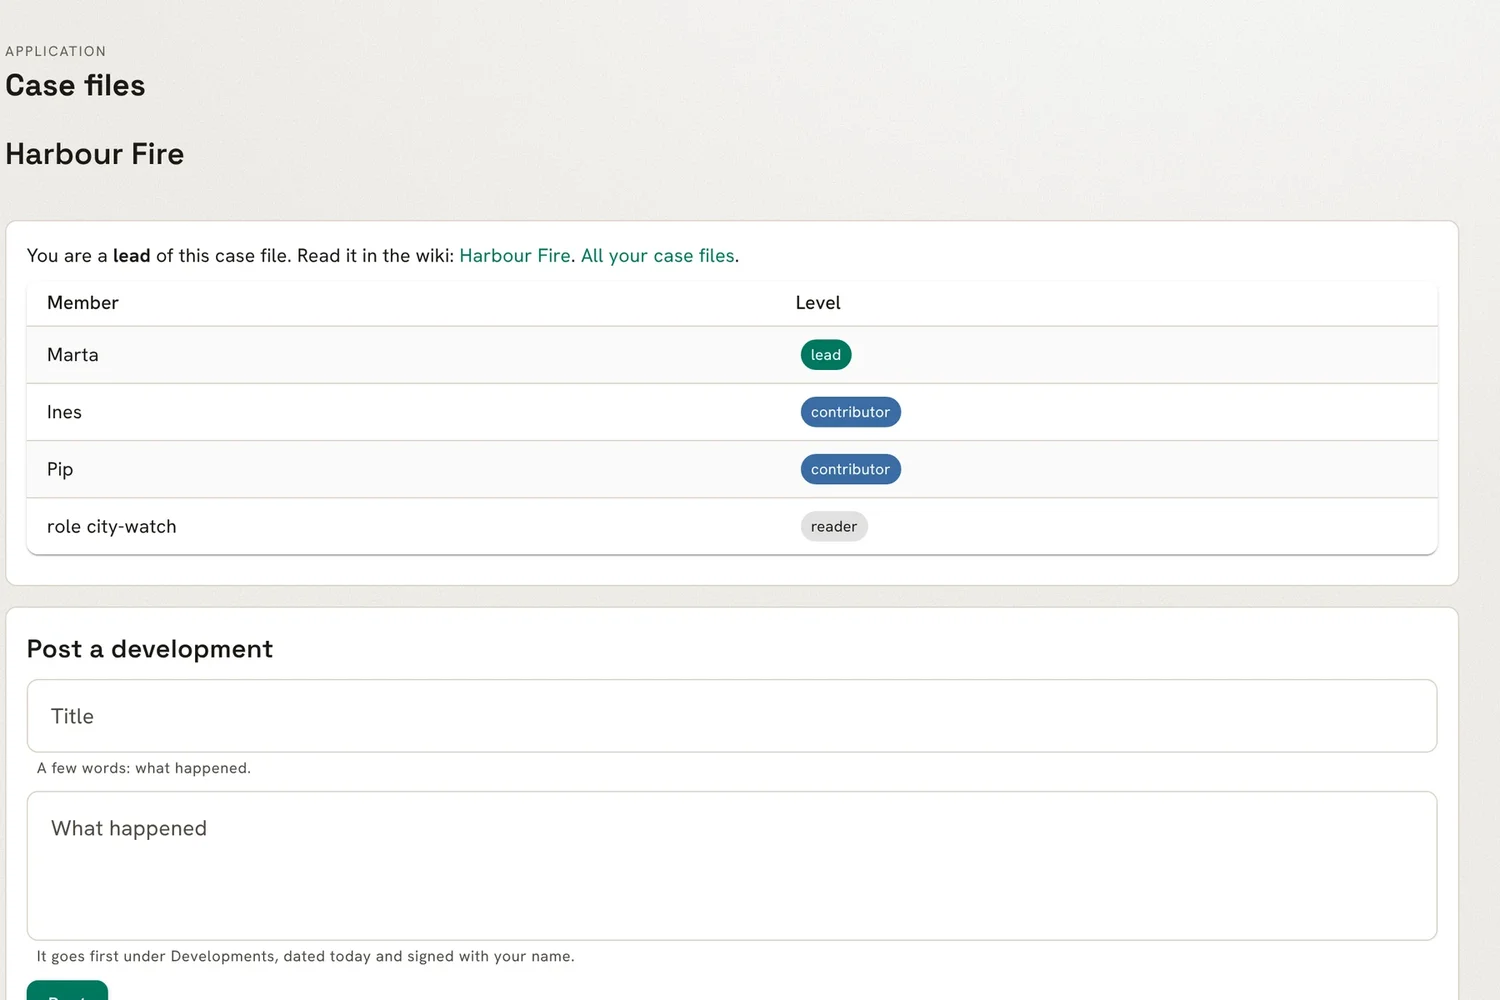 APPLICATION
Case files
Harbour Fire
You are a lead of this case file. Read it in the wiki: Harbour Fire. All your case files.
Member Level
Marta lead
Ines contributor
Pip contributor
role city-watch reader
Post a development
Title
A few words: what happened.
What happened
It goes first under Developments, dated today and signed with your name.